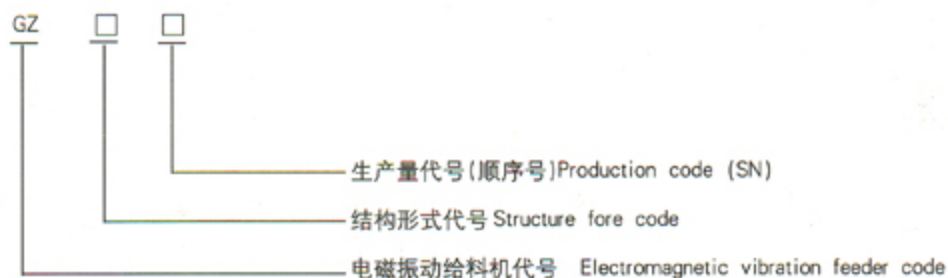 GZ □ □
生产量代号(顺序号)Production code (SN)
结构形式代号 Structure fore code
电磁振动给料机代号 Electromagnetic vibration feeder code